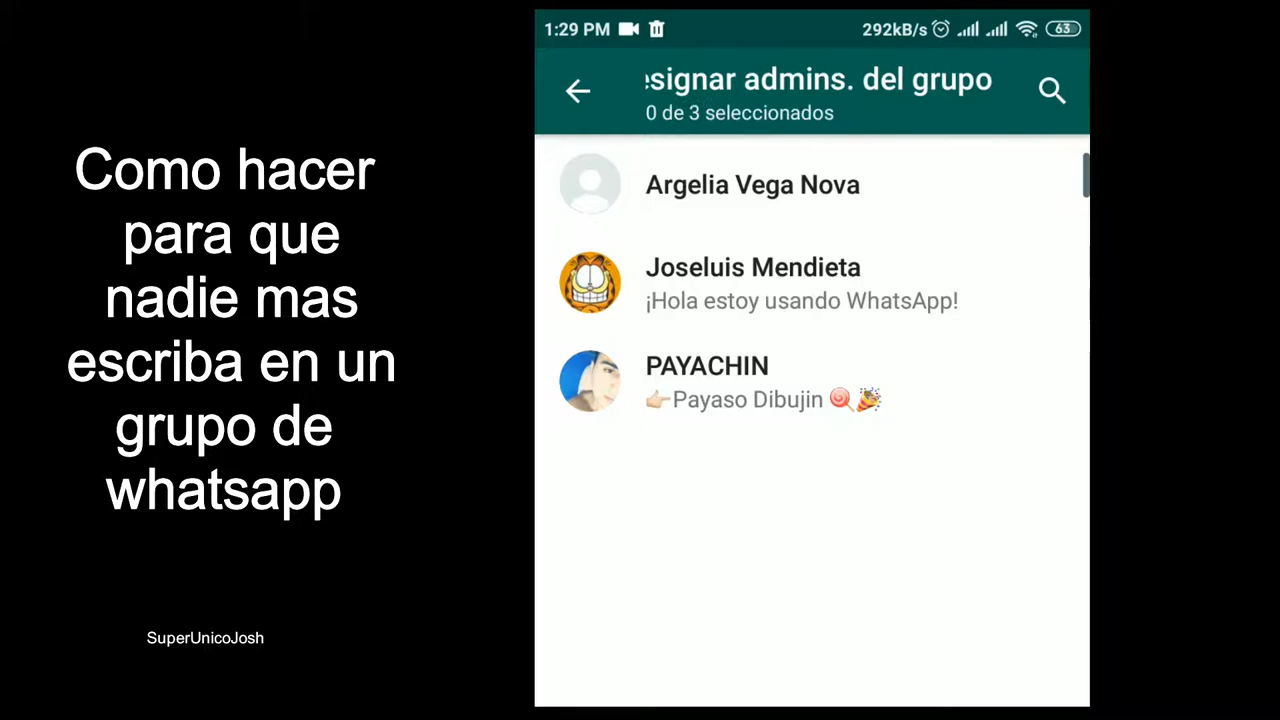 Como hacer
para que
nadie mas
escriba en un
grupo de
whatsapp
SuperUnicoJosh
1:29 PM 292kB/s 63
signar admins. del grupo
0 de 3 seleccionados
Argelia Vega Nova
Joseluis Mendieta
¡Hola estoy usando WhatsApp!
PAYACHIN
👉🏻Payaso Dibujin 🍭🎉